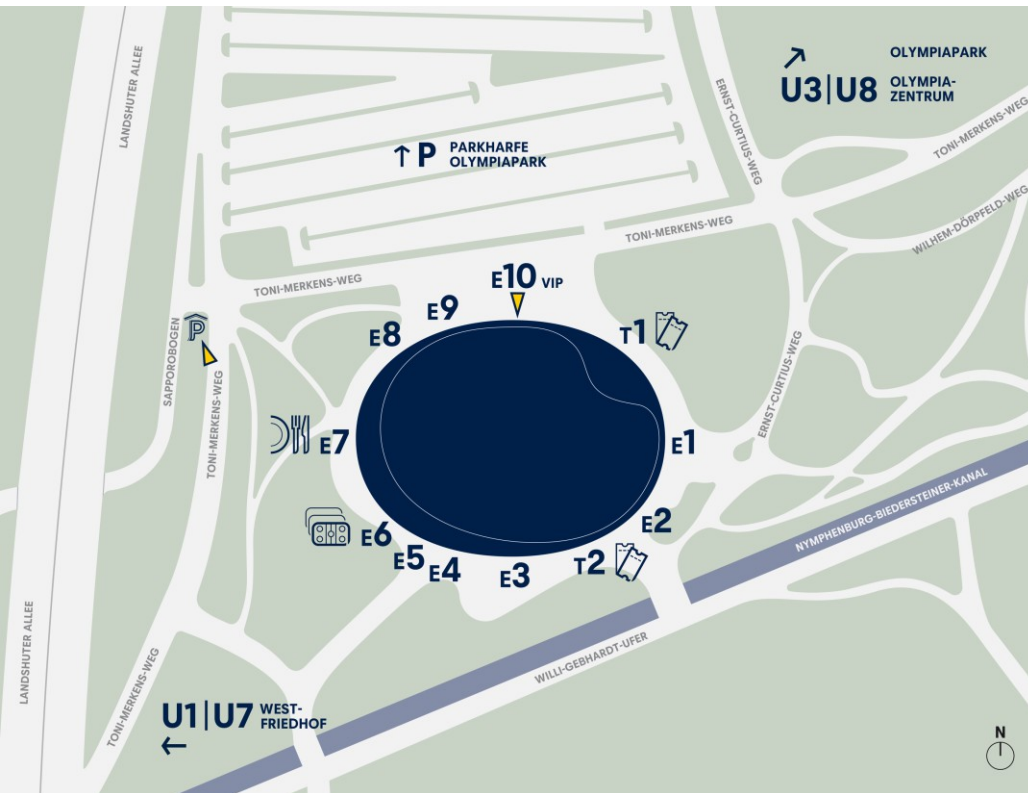 OLYMPIAPARK
U3|U8 OLYMPIA-
ZENTRUM
LANDSHUTER ALLEE
ERNST-CURTIUS-WEG
TONI-MERKENS-WEG
↑ P PARKHARFE
OLYMPIAPARK
WILHEM-DÖRPFELD-WEG
TONI-MERKENS-WEG
TONI-MERKENS-WEG
E10 VIP
E9
E8
T1
P
SAPPOROBOGEN
TONI-MERKENS-WEG
ERNST-CURTIUS-WEG
E7
E1
E6
E2
E5
E4
E3
T2
NYMPHENBURG-BIEDERSTEINER-KANAL
WILLI-GEBHARDT-UFER
LANDSHUTER ALLEE
TONI-MERKENS-WEG
U1|U7 WEST-
FRIEDHOF
N